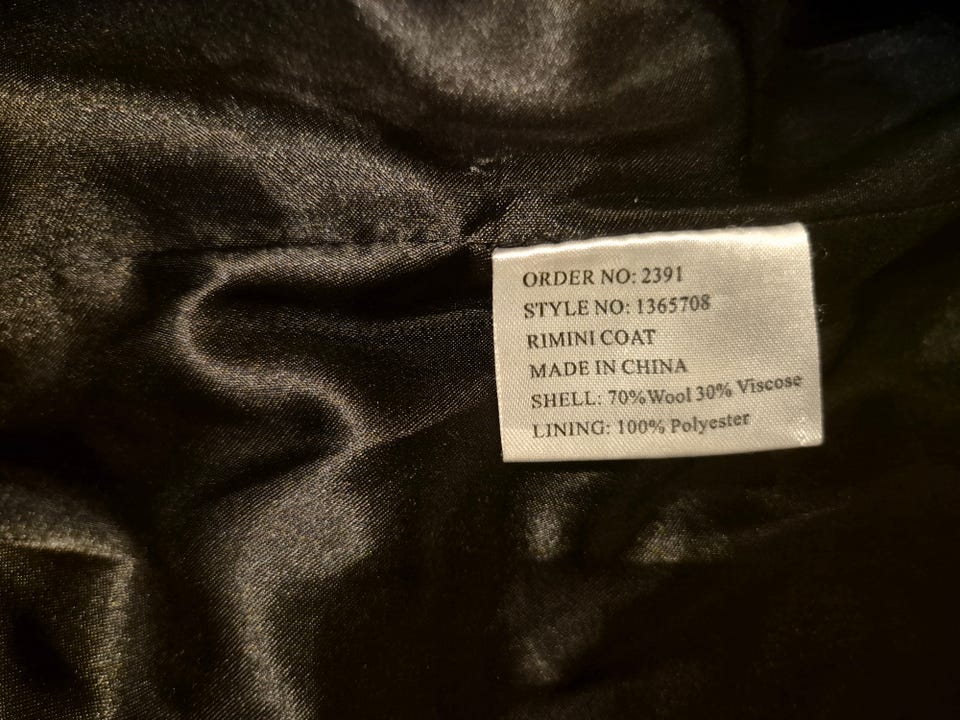 ORDER NO: 2391
STYLE NO: 1365708
RIMINI COAT
MADE IN CHINA
SHELL: 70%Wool 30% Viscose
LINING: 100% Polyester